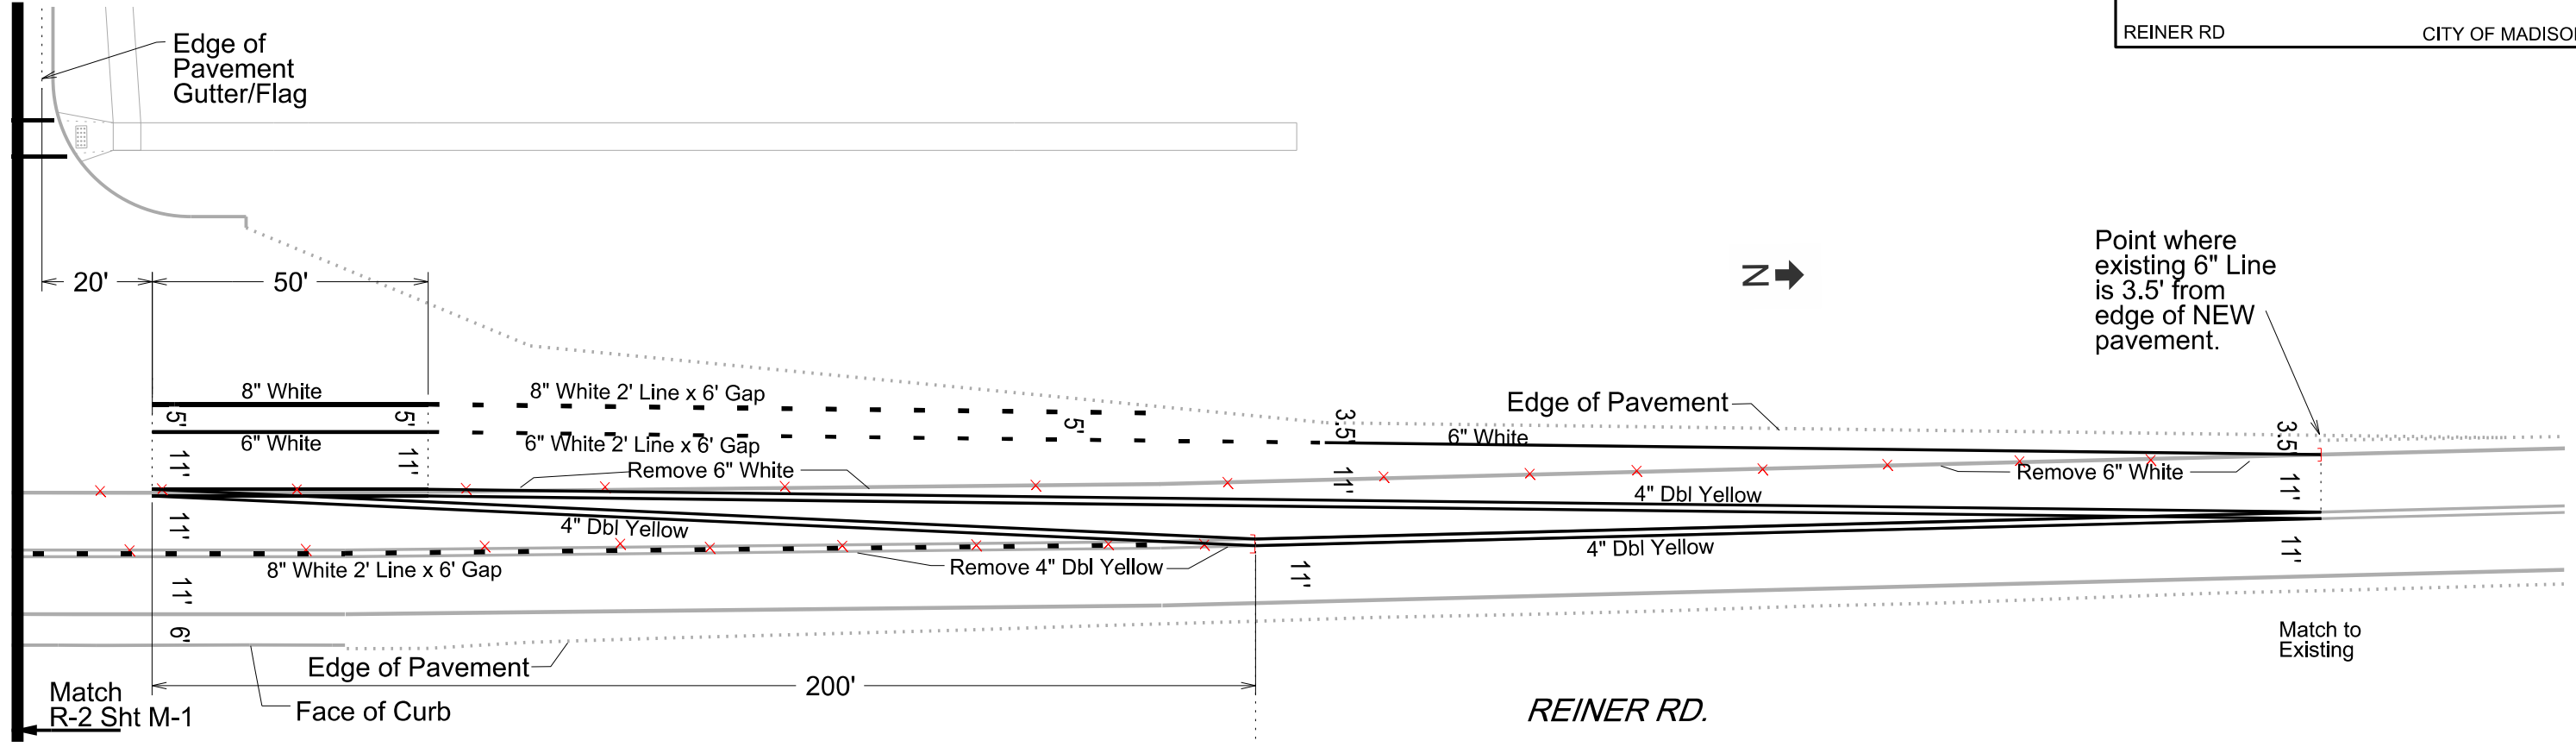 REINER RD CITY OF MADISO
Edge of
Pavement
Gutter/Flag
20'
50'
N
Point where
existing 6" Line
is 3.5' from
edge of NEW
pavement.
8" White
8" White 2' Line x 6' Gap
5'
5'
5'
3.5'
Edge of Pavement
3.5'
6" White
6" White 2' Line x 6' Gap
6" White
11'
11'
Remove 6" White
11'
4" Dbl Yellow
Remove 6" White
11'
11'
4" Dbl Yellow
4" Dbl Yellow
11'
8" White 2' Line x 6' Gap
Remove 4" Dbl Yellow
11'
11'
6'
Edge of Pavement
Match to
Existing
Match
R-2 Sht M-1
Face of Curb
200'
REINER RD.